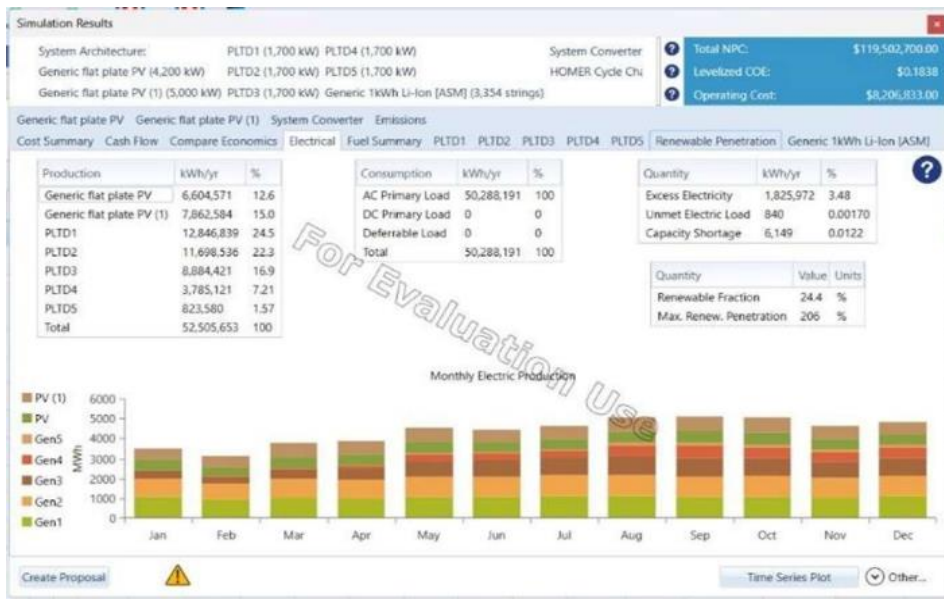 Simulation Results
System Architecture: PLTD1 (1,700 kW) PLTD4 (1,700 kW) System Converter
Generic flat plate PV (4,200 kW) PLTD2 (1,700 kW) PLTD5 (1,700 kW) HOMER Cycle Cha
Generic flat plate PV (1) (5,000 kW) PLTD3 (1,700 kW) Generic 1kWh Li-Ion [ASM] (3,354 strings)
Total NPC: $119,502,700.00
Levelized COE: $0.1838
Operating Cost: $8,206,833.00
Generic flat plate PV Generic flat plate PV (1) System Converter Emissions
Cost Summary Cash Flow Compare Economics Electrical Fuel Summary PLTD1 PLTD2 PLTD3 PLTD4 PLTD5 Renewable Penetration Generic 1kWh Li-Ion [ASM]
Production kWh/yr %
Generic flat plate PV 6,604,571 12.6
Generic flat plate PV (1) 7,862,584 15.0
PLTD1 12,846,839 24.5
PLTD2 11,698,536 22.3
PLTD3 8,884,421 16.9
PLTD4 3,785,121 7.21
PLTD5 823,580 1.57
Total 52,505,653 100
Consumption kWh/yr %
AC Primary Load 50,288,191 100
DC Primary Load 0 0
Deferrable Load 0 0
Total 50,288,191 100
Quantity kWh/yr %
Excess Electricity 1,825,972 3.48
Unmet Electric Load 840 0.00170
Capacity Shortage 6,149 0.0122
Quantity Value Units
Renewable Fraction 24.4 %
Max. Renew. Penetration 206 %
For Evaluation Use
Monthly Electric Production
PV (1)
PV
Gen5
Gen4
Gen3
Gen2
Gen1
MWh
6000
5000
4000
3000
2000
1000
0
Jan Feb Mar Apr May Jun Jul Aug Sep Oct Nov Dec
Create Proposal Time Series Plot Other...